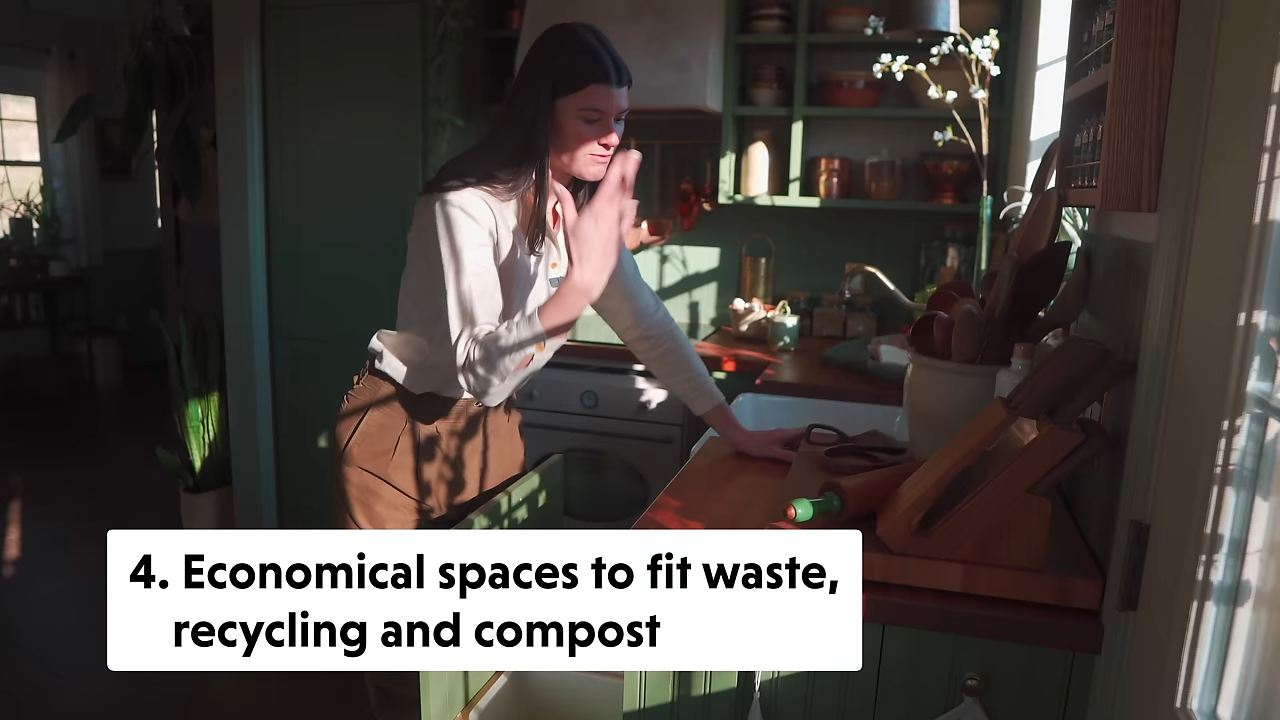 4. Economical spaces to fit waste,
recycling and compost